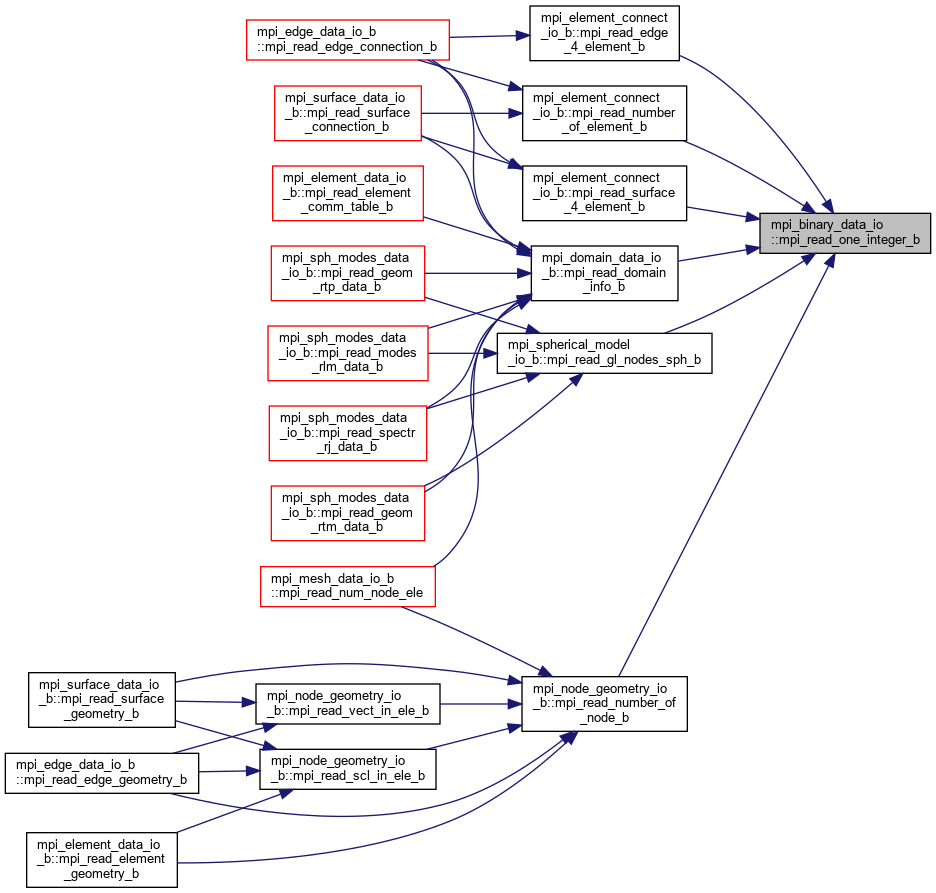 mpi_edge_data_io_b
::mpi_read_edge_connection_b
mpi_element_connect
_io_b::mpi_read_edge
_4_element_b
mpi_surface_data_io
_b::mpi_read_surface
_connection_b
mpi_element_connect
_io_b::mpi_read_number
_of_element_b
mpi_element_data_io
_b::mpi_read_element
_comm_table_b
mpi_element_connect
_io_b::mpi_read_surface
_4_element_b
mpi_binary_data_io
::mpi_read_one_integer_b
mpi_sph_modes_data
_io_b::mpi_read_geom
_rtp_data_b
mpi_domain_data_io
_b::mpi_read_domain
_info_b
mpi_sph_modes_data
_io_b::mpi_read_modes
_rlm_data_b
mpi_spherical_model
_io_b::mpi_read_gl_nodes_sph_b
mpi_sph_modes_data
_io_b::mpi_read_spectr
_rj_data_b
mpi_sph_modes_data
_io_b::mpi_read_geom
_rtm_data_b
mpi_mesh_data_io_b
::mpi_read_num_node_ele
mpi_surface_data_io
_b::mpi_read_surface
_geometry_b
mpi_node_geometry_io
_b::mpi_read_vect_in_ele_b
mpi_node_geometry_io
_b::mpi_read_number_of
_node_b
mpi_edge_data_io_b
::mpi_read_edge_geometry_b
mpi_node_geometry_io
_b::mpi_read_scl_in_ele_b
mpi_element_data_io
_b::mpi_read_element
_geometry_b